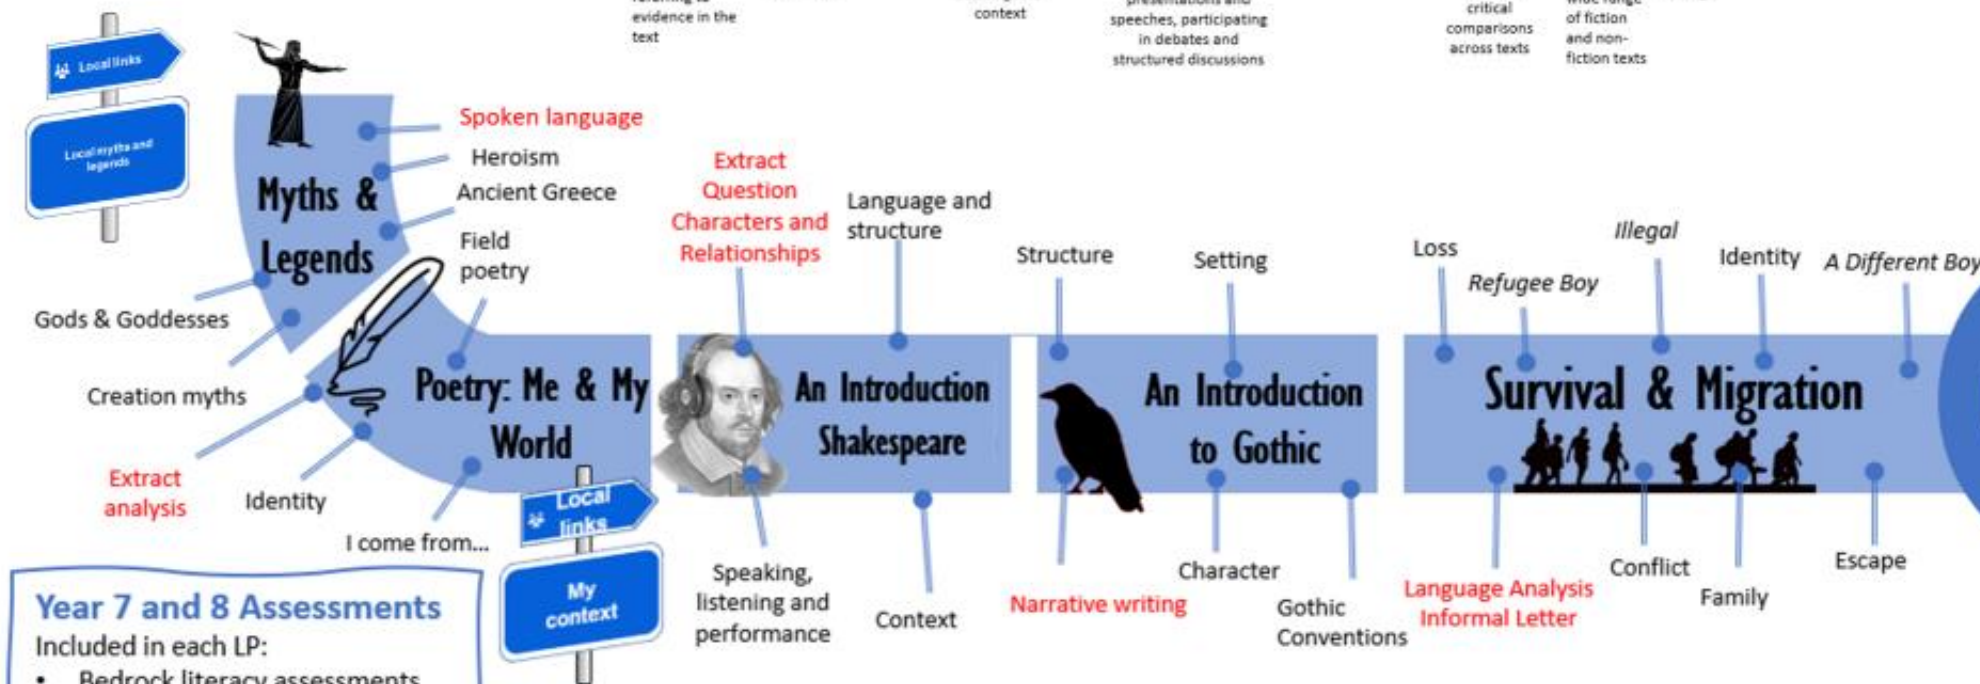 evidence in the
text
context
speeches, participating
in debates and
structured discussions
critical
comparisons
across texts
of fiction
and non-
fiction texts
Local links
Local myths and
legends
Spoken language
Heroism
Ancient Greece
Field
poetry
Myths &
Legends
Gods & Goddesses
Creation myths
Extract
analysis
Identity
I come from...
Poetry: Me & My
World
Local
links
My
context
Extract
Question
Characters and
Relationships
Language and
structure
An Introduction
Shakespeare
Speaking,
listening and
performance
Context
Structure
Setting
An Introduction
to Gothic
Narrative writing
Character
Gothic
Conventions
Loss
Refugee Boy
Illegal
Identity
A Different Boy
Survival & Migration
Language Analysis
Informal Letter
Conflict
Family
Escape
Year 7 and 8 Assessments
Included in each LP:
• Bedrock literacy assessments